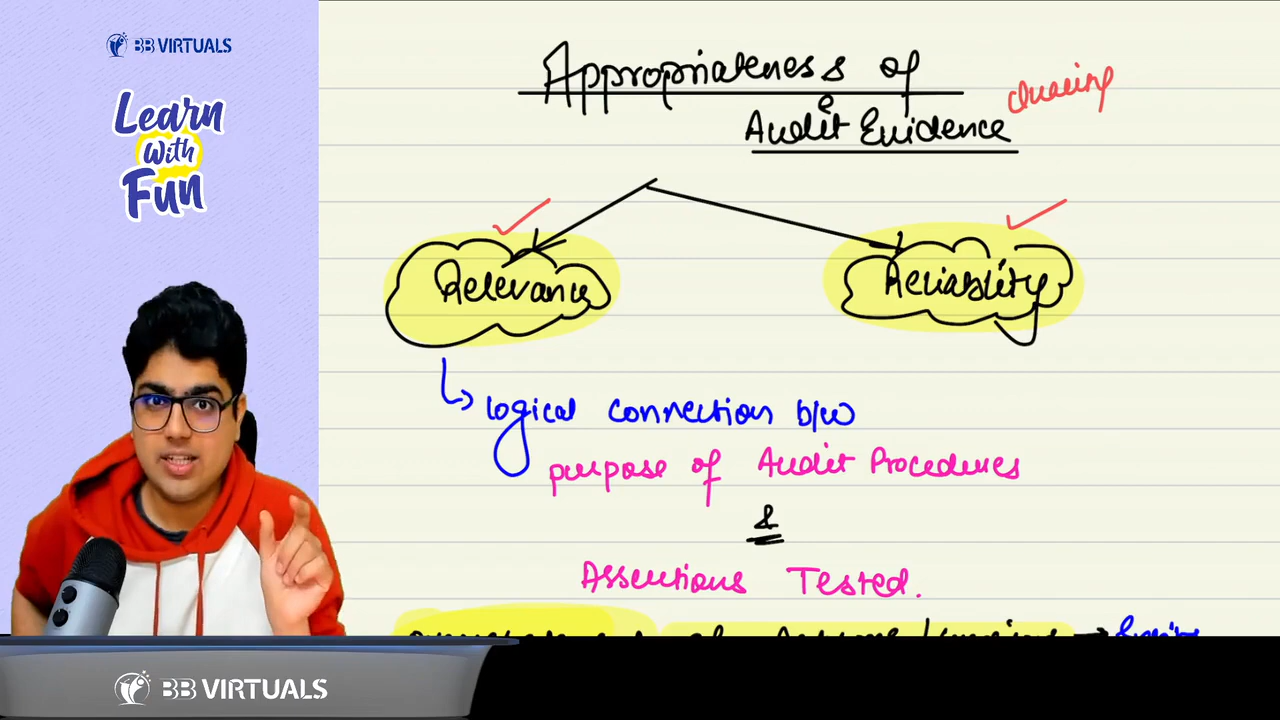 BB VIRTUALS
Learn
With
Fun
Appropriateness of
Audit Evidence
Quality
Relevance
Reliability
logical connection b/w
purpose of Audit Procedures
&
Assertions Tested.
BB VIRTUALS